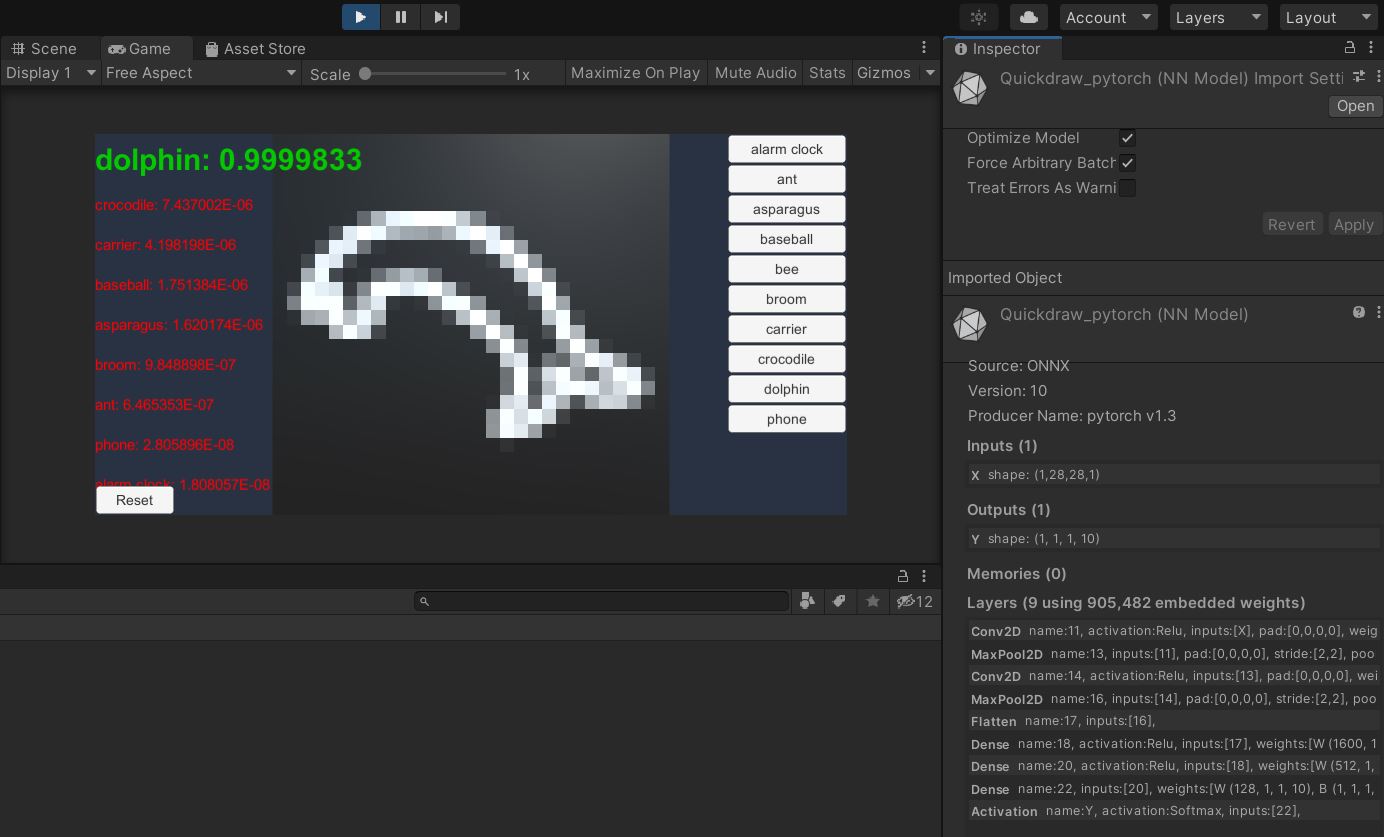 Account
Layers
Layout
Scene
Game
Asset Store
Inspector
Display 1
Free Aspect
Scale
1x
Maximize On Play
Mute Audio
Stats
Gizmos
Quickdraw_pytorch (NN Model) Import Setti
Open
dolphin: 0.9999833
crocodile: 7.437002E-06
carrier: 4.198198E-06
baseball: 1.751384E-06
asparagus: 1.620174E-06
broom: 9.848898E-07
ant: 6.465353E-07
phone: 2.805896E-08
alarm clock: 1.808057E-08
Reset
alarm clock
ant
asparagus
baseball
bee
broom
carrier
crocodile
dolphin
phone
12
Optimize Model
Force Arbitrary Batch
Treat Errors As Warni
Revert
Apply
Imported Object
Quickdraw_pytorch (NN Model)
Source: ONNX
Version: 10
Producer Name: pytorch v1.3
Inputs (1)
X shape: (1,28,28,1)
Outputs (1)
Y shape: (1, 1, 1, 10)
Memories (0)
Layers (9 using 905,482 embedded weights)
Conv2D name:11, activation:Relu, inputs:[X], pad:[0,0,0,0], weig
MaxPool2D name:13, inputs:[11], pad:[0,0,0,0], stride:[2,2], poo
Conv2D name:14, activation:Relu, inputs:[13], pad:[0,0,0,0], wei
MaxPool2D name:16, inputs:[14], pad:[0,0,0,0], stride:[2,2], poo
Flatten name:17, inputs:[16],
Dense name:18, activation:Relu, inputs:[17], weights:[W (1600, 1
Dense name:20, activation:Relu, inputs:[18], weights:[W (512, 1,
Dense name:22, inputs:[20], weights:[W (128, 1, 1, 10), B (1, 1, 1,
Activation name:Y, activation:Softmax, inputs:[22],